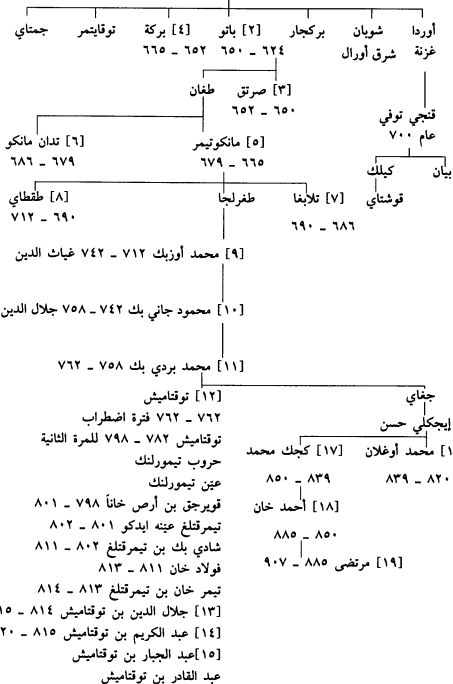 أوردا شوبان بركجار [٢] باتو [٤] بركة توقايتمر جمتاي
غزنة شرق أورال ٦٢٤ – ٦٥٠ ٦٥٢ – ٦٦٥
[٣] صرتق طغان
٦٥٠ – ٦٥٢
قنجي توفي
عام ٧٠٠
[٥] مانكوتيمر [٦] تدان مانكو
٦٦٥ – ٦٧٩ ٦٧٩ – ٦٨٦
بيان كيلك
قوشتاي
[٧] تلابغا طغرلجا [٨] طقطاي
٦٨٦ – ٦٩٠ ٦٩٠ – ٧١٢
[٩] محمد أوزبك ٧١٢ – ٧٤٢ غياث الدين
[١٠] محمود جاني بك ٧٤٢ – ٧٥٨ جلال الدين
[١١] محمد بردي بك ٧٥٨ – ٧٦٢
جغاي [١٢] توقتاميش
٧٦٢ – ٧٦٢ فترة اضطراب
إيجكلي حسن
توقتاميش ٧٨٢ – ٧٩٨ للمرة الثانية
١] محمد أوغلان [١٧] كجك محمد حروب تيمورلنك
٨٢٠ – ٨٣٩ ٨٣٩ – ٨٥٠ عيّن تيمورلنك
[١٨] أحمد خان قويرجق بن أرص خاناً ٧٩٨ – ٨٠١
٨٥٠ – ٨٨٥ تيمرقتلغ عينه ايدكو ٨٠١ – ٨٠٢
شادي بك بن تيمرقتلغ ٨٠٢ – ٨١١
[١٩] مرتضى ٨٨٥ – ٩٠٧ فولاد خان ٨١١ – ٨١٣
تيمر خان بن تيمرقتلغ ٨١٣ – ٨١٤
[١٣] جلال الدين بن توقتاميش ٨١٤ – ١٥
[١٤] عبد الكريم بن توقتاميش ٨١٥ – ٢٠
[١٥]عبد الجبار بن توقتاميش
عبد القادر بن توقتاميش